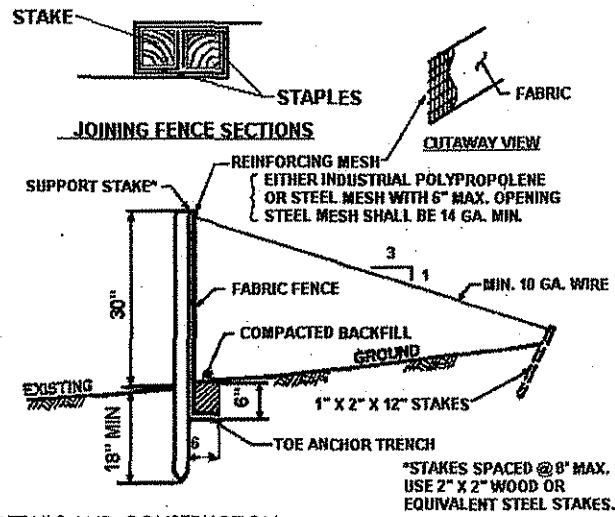 STAKE
STAPLES
JOINING FENCE SECTIONS
FABRIC
CUTAWAY VIEW
REINFORCING MESH
EITHER INDUSTRIAL POLYPROPOLENE
OR STEEL MESH WITH 6" MAX. OPENING
STEEL MESH SHALL BE 14 GA. MIN.
SUPPORT STAKE*
3
1
MIN. 10 GA. WIRE
30"
FABRIC FENCE
COMPACTED BACKFILL
GROUND
EXISTING
6"
1" X 2" X 12" STAKES
18" MIN
6
TOE ANCHOR TRENCH
*STAKES SPACED @ 8' MAX.
USE 2" X 2" WOOD OR
EQUIVALENT STEEL STAKES.